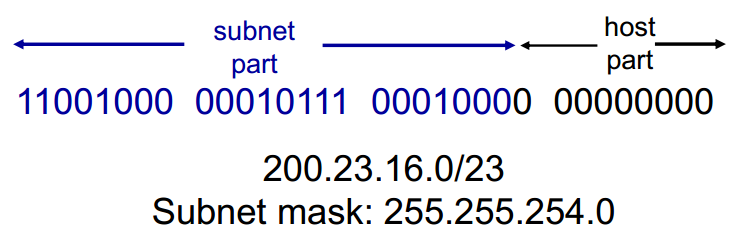 subnet part
host part
11001000 00010111 00010000 00000000
200.23.16.0/23
Subnet mask: 255.255.254.0